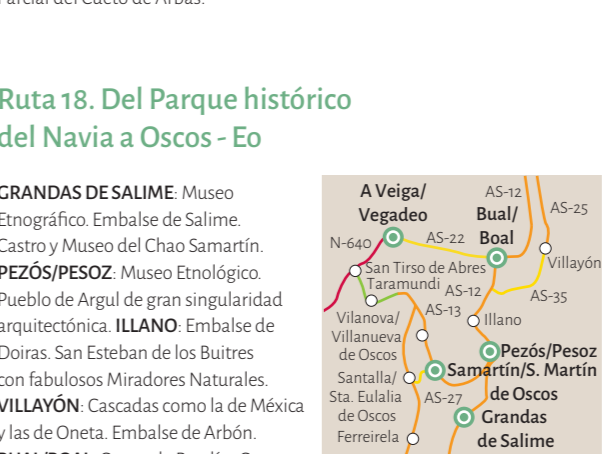 Parcial del Cueto de Arbas.
Ruta 18. Del Parque histórico
del Navia a Oscos - Eo
GRANDAS DE SALIME: Museo
Etnográfico. Embalse de Salime.
Castro y Museo del Chao Samartín.
PEZÓS/PESOZ: Museo Etnológico.
Pueblo de Argul de gran singularidad
arquitectónica. ILLANO: Embalse de
Doiras. San Esteban de los Buitres
con fabulosos Miradores Naturales.
VILLAYÓN: Cascadas como la de México
y las de Oneta. Embalse de Arbón.
A Veiga/
Vegadeo
AS-12
Bual/
Boal
AS-25
N-640
AS-22
Villayón
San Tirso de Abres
Taramundi
AS-12
AS-35
AS-13
Vilanova/
Villanueva
de Oscos
Illano
Pezós/Pesoz
Samartín/S. Martín
de Oscos
Santalla/
Sta. Eulalia
de Oscos
AS-27
Grandas
de Salime
Ferreirela